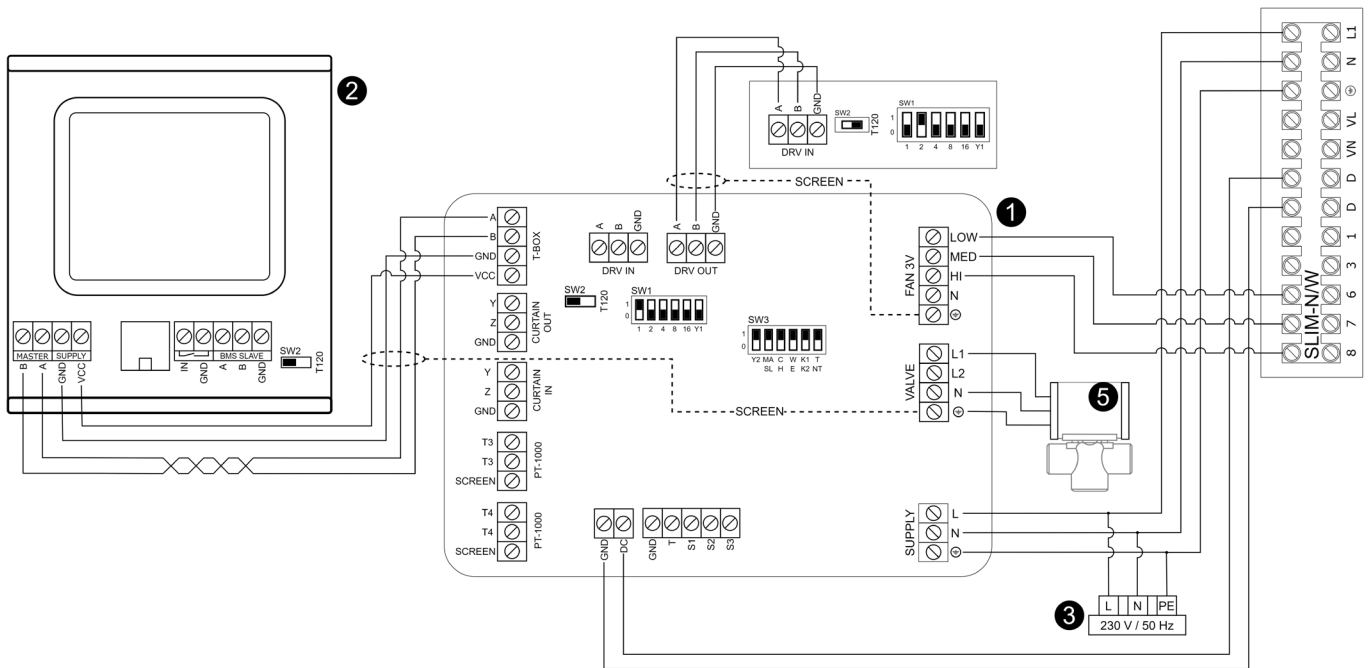 2
MASTER SUPPLY
B A GND VCC
IN GND A B GND
BMS SLAVE
SW2
T120
A B GND
DRV IN
SW2
T120
SW1
1
0
1 2 4 8 16 Y1
SCREEN
1
A
B
GND
VCC
T-BOX
Y
Z
GND
CURTAIN
OUT
Y
Z
GND
CURTAIN
IN
T3
T3
SCREEN
PT-1000
T4
T4
SCREEN
PT-1000
A B GND
DRV IN
A B GND
DRV OUT
SW2
T120
SW1
1
0
1 2 4 8 16 Y1
SW3
1
0
Y2 MA C W K1 T
SL H E K2 NT
SCREEN
GND DC
GND T S1 S2 S3
FAN 3V
LOW
MED
HI
N
VALVE
L1
L2
N
5
SUPPLY
L
N
3
L N PE
230 V / 50 Hz
L1
N
VL
VN
D
D
1
3
6
7
8
SLIM-N/W